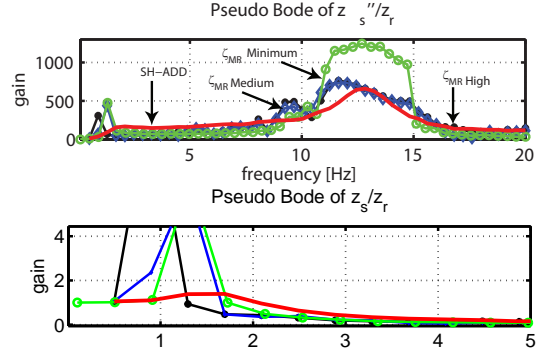 Pseudo Bode of z_s''/z_r
gain
1000
500
0
SH-ADD
ζ_MR Medium
ζ_MR Minimum
ζ_MR High
5
10
15
20
frequency [Hz]
Pseudo Bode of z_s/z_r
gain
4
2
0
1
2
3
4
5